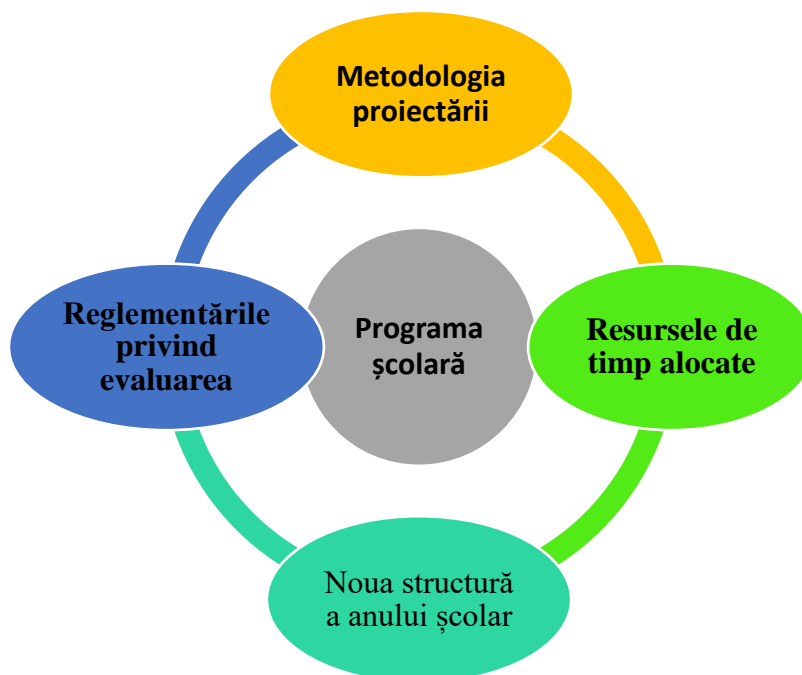 Metodologia
proiectării
Reglementările
privind
evaluarea
Programa
școlară
Resursele de
timp alocate
Noua structură
a anului școlar